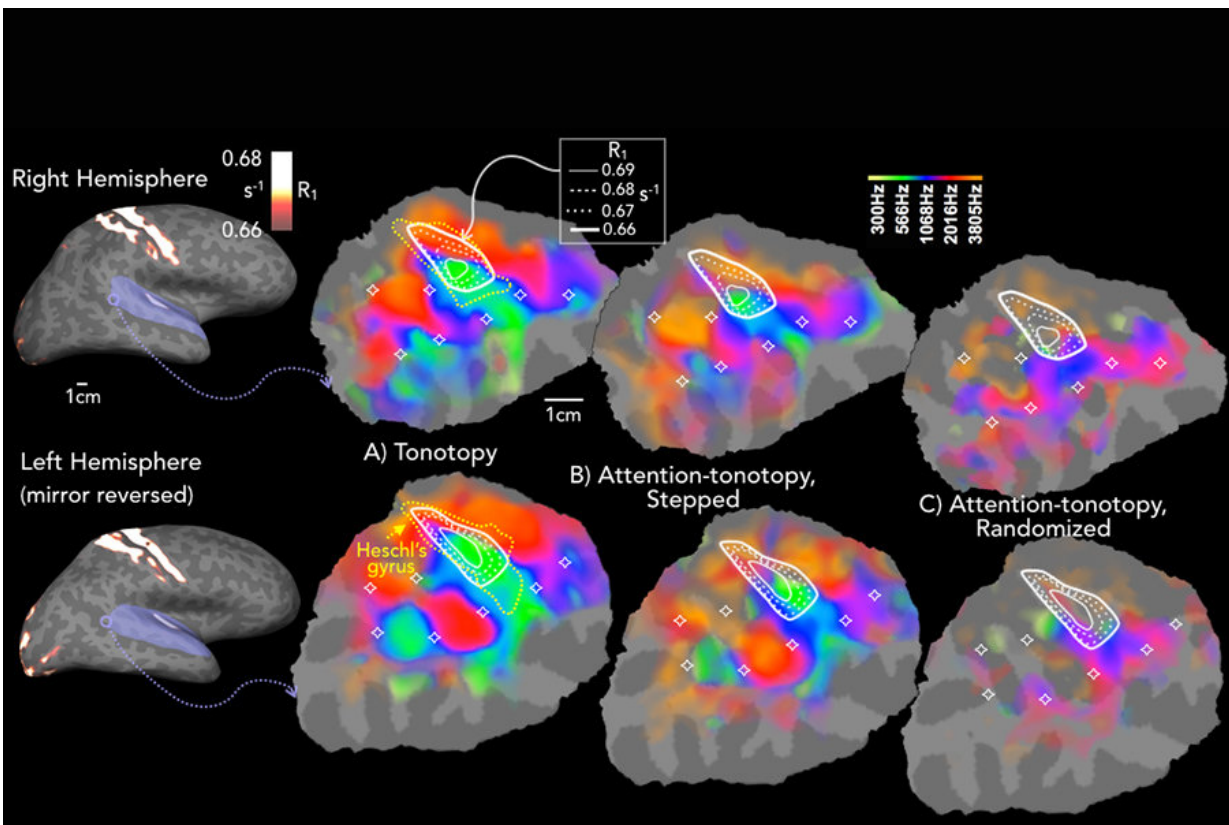 Right Hemisphere
0.68
s⁻¹ R₁
0.66
R₁
0.69
0.68 s⁻¹
0.67
0.66
300Hz
566Hz
1068Hz
2016Hz
3805Hz
1cm
1cm
Left Hemisphere
(mirror reversed)
A) Tonotopy
B) Attention-tonotopy,
Stepped
C) Attention-tonotopy,
Randomized
Heschl's
gyrus